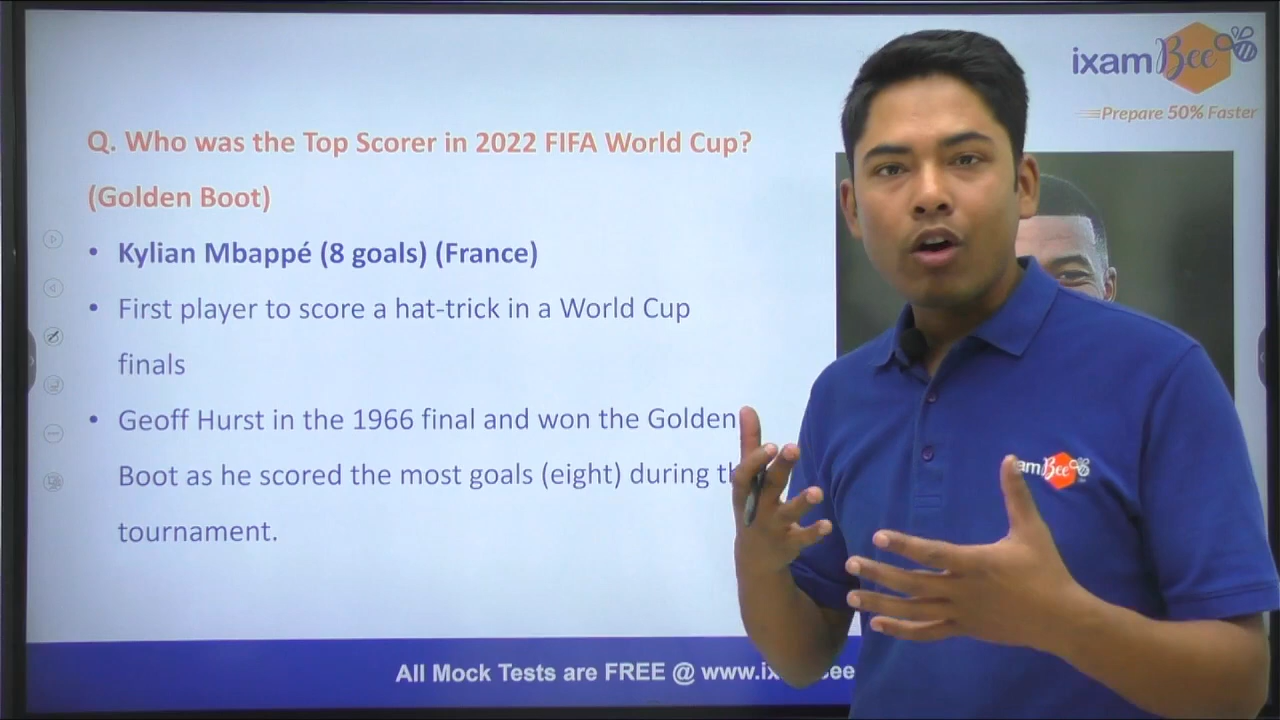 ixamBee
Prepare 50% Faster
Q. Who was the Top Scorer in 2022 FIFA World Cup?
(Golden Boot)
• Kylian Mbappé (8 goals) (France)
• First player to score a hat-trick in a World Cup
finals
• Geoff Hurst in the 1966 final and won the Golden
Boot as he scored the most goals (eight) during th
tournament.
amBee
All Mock Tests are FREE @ www.ix ee